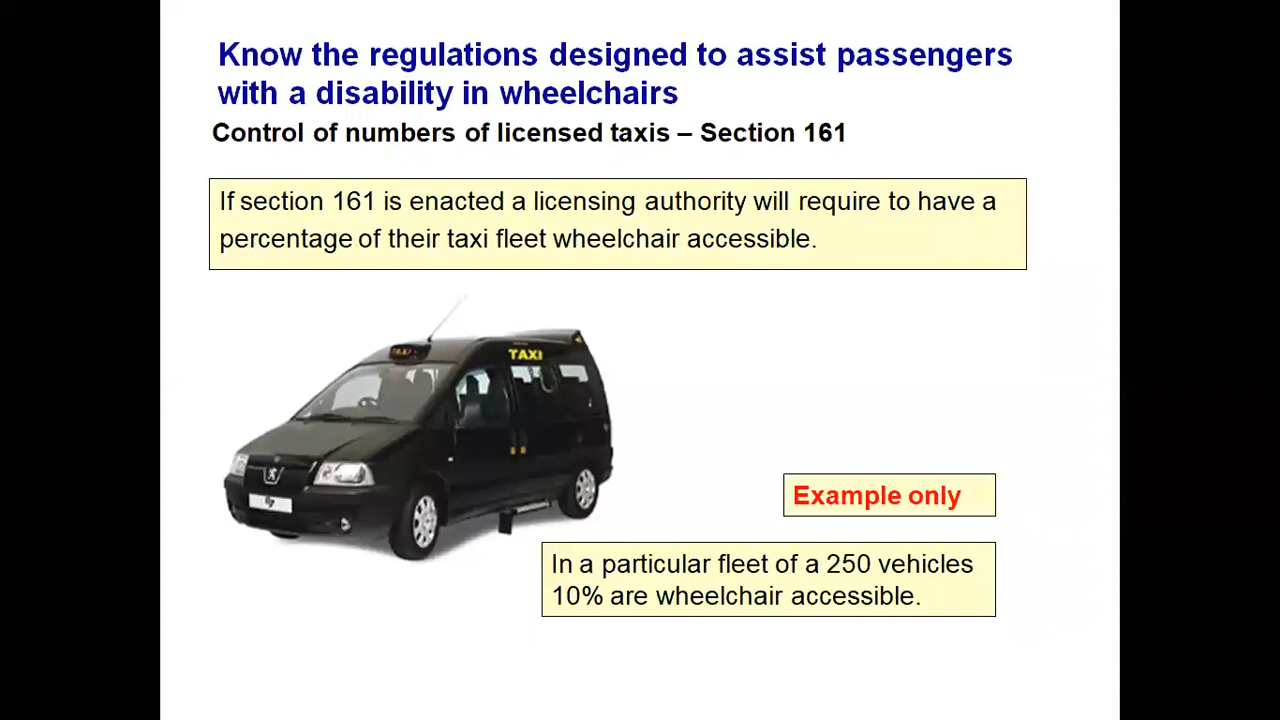 Know the regulations designed to assist passengers
with a disability in wheelchairs
Control of numbers of licensed taxis – Section 161
If section 161 is enacted a licensing authority will require to have a
percentage of their taxi fleet wheelchair accessible.
TAXI
TAXI
Example only
In a particular fleet of a 250 vehicles
10% are wheelchair accessible.